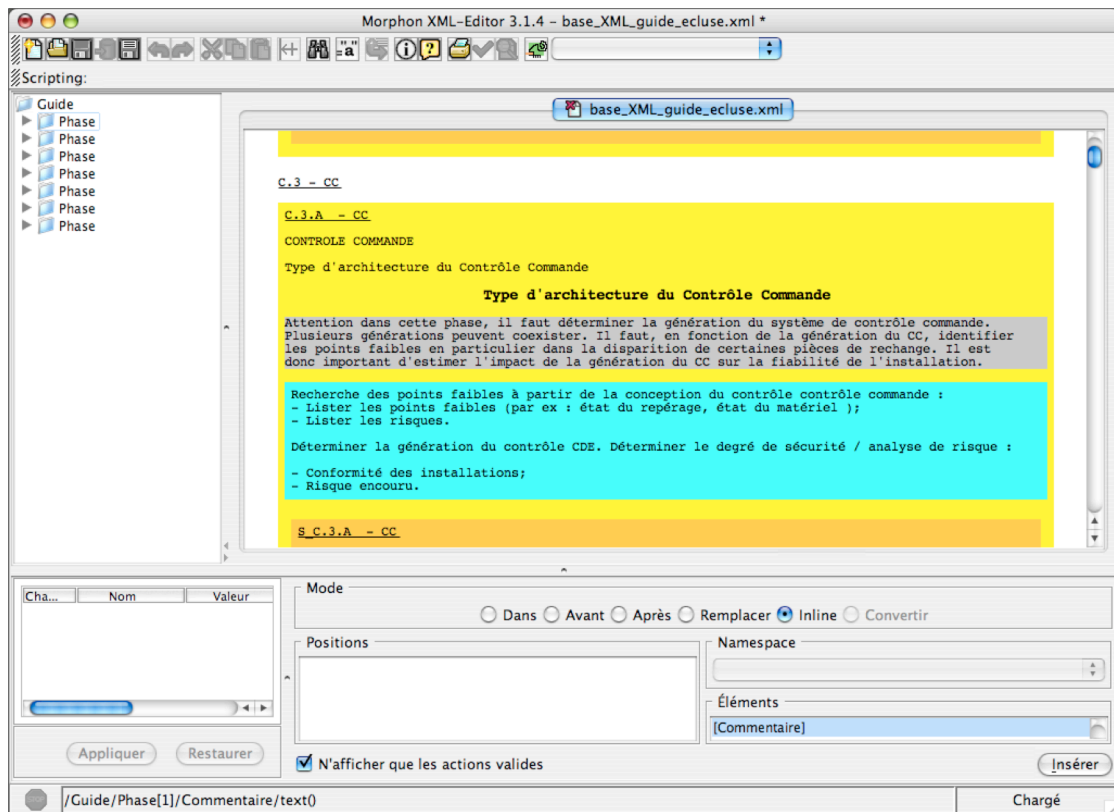 Morphon XML-Editor 3.1.4 – base_XML_guide_ecluse.xml *
Scripting:
Guide
Phase
Phase
Phase
Phase
Phase
Phase
Phase
base_XML_guide_ecluse.xml
C.3 - CC
C.3.A - CC
CONTROLE COMMANDE
Type d'architecture du Contrôle Commande
Type d'architecture du Contrôle Commande
Attention dans cette phase, il faut déterminer la génération du système de contrôle commande.
Plusieurs générations peuvent coexister. Il faut, en fonction de la génération du CC, identifier
les points faibles en particulier dans la disparition de certaines pièces de rechange. Il est
donc important d'estimer l'impact de la génération du CC sur la fiabilité de l'installation.
Recherche des points faibles à partir de la conception du contrôle contrôle commande :
- Lister les points faibles (par ex : état du repérage, état du matériel );
- Lister les risques.
Déterminer la génération du contrôle CDE. Déterminer le degré de sécurité / analyse de risque :
- Conformité des installations;
- Risque encouru.
S_C.3.A - CC
Cha... Nom Valeur
Appliquer Restaurer
Mode
Dans Avant Après Remplacer Inline Convertir
Positions
Namespace
Éléments
[Commentaire]
N'afficher que les actions valides
Insérer
/Guide/Phase[1]/Commentaire/text()
Chargé